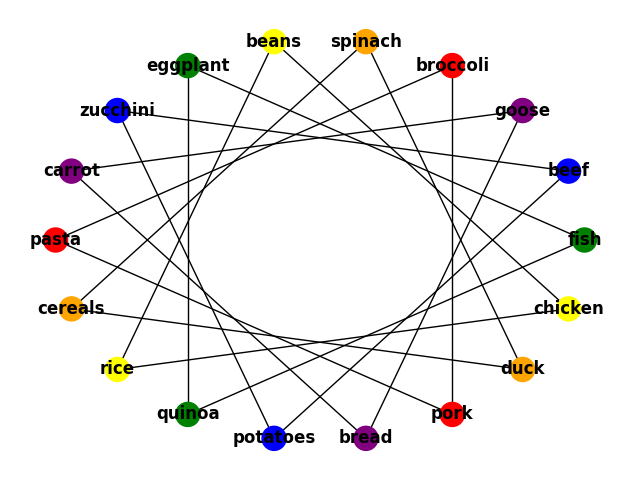 beans
spinach
eggplant
broccoli
zucchini
goose
carrot
beef
pasta
fish
cereals
chicken
rice
duck
quinoa
pork
potatoes
bread